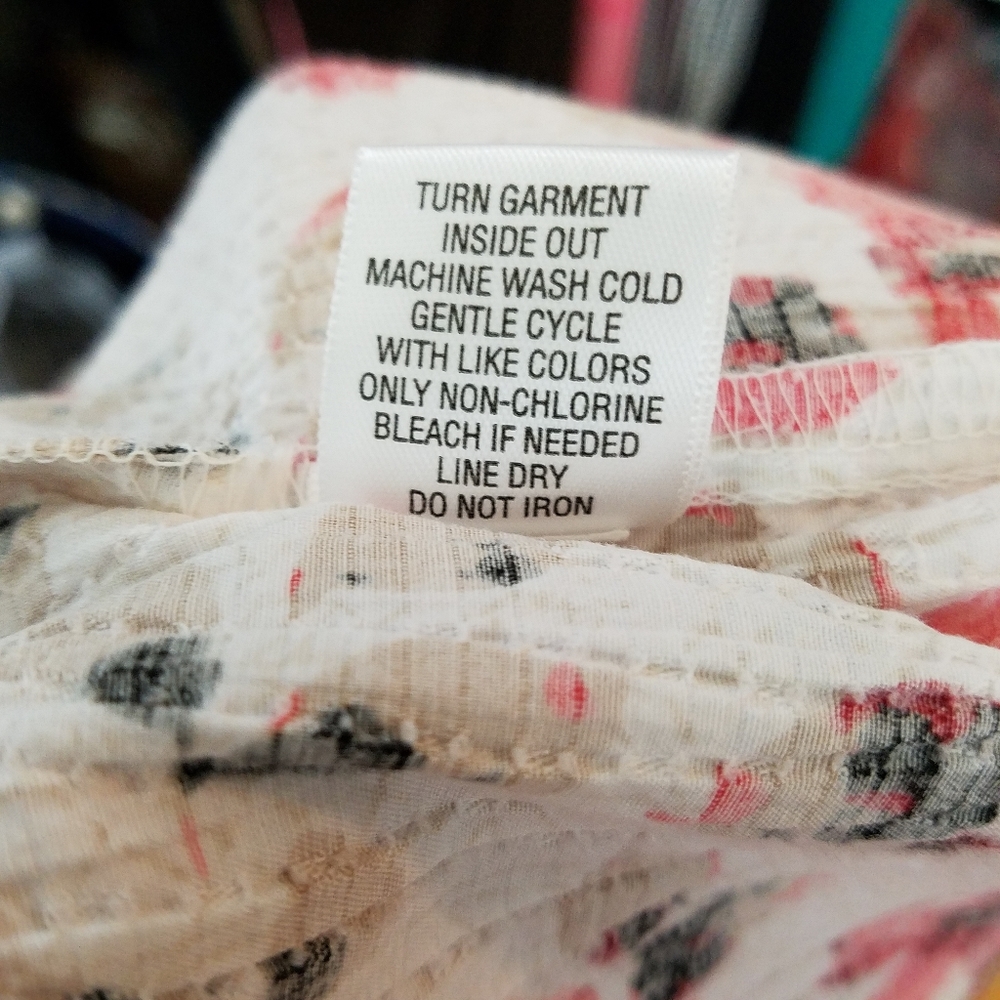 TURN GARMENT
INSIDE OUT
MACHINE WASH COLD
GENTLE CYCLE
WITH LIKE COLORS
ONLY NON-CHLORINE
BLEACH IF NEEDED
LINE DRY
DO NOT IRON